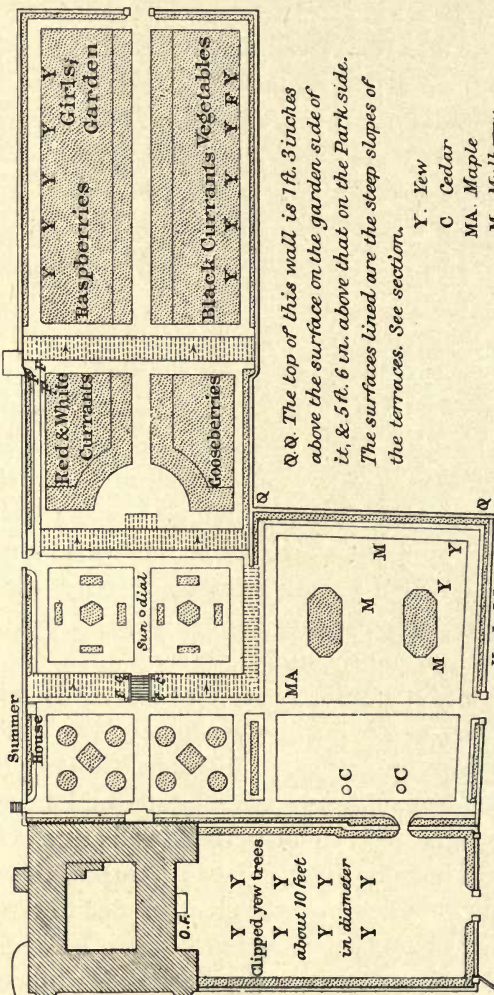 Summer
House
Red & White
Currants
Raspberries
Girls'
Garden
Y Y Y Y Y
Gooseberries
Black Currants
Vegetables
Y Y Y Y F Y
Sun dial
O.F.
Clipped yew trees
about 10 feet
in diameter
Y Y Y Y
Y Y Y Y
C
C
MA
M
M
M
Y
Y
Q
Q
Q.Q. The top of this wall is 1 ft. 3 inches
above the surface on the garden side of
it, & 5 ft. 6 in. above that on the Park side.
The surfaces lined are the steep slopes of
the terraces. See section.
Y. Yew
C Cedar
MA. Maple